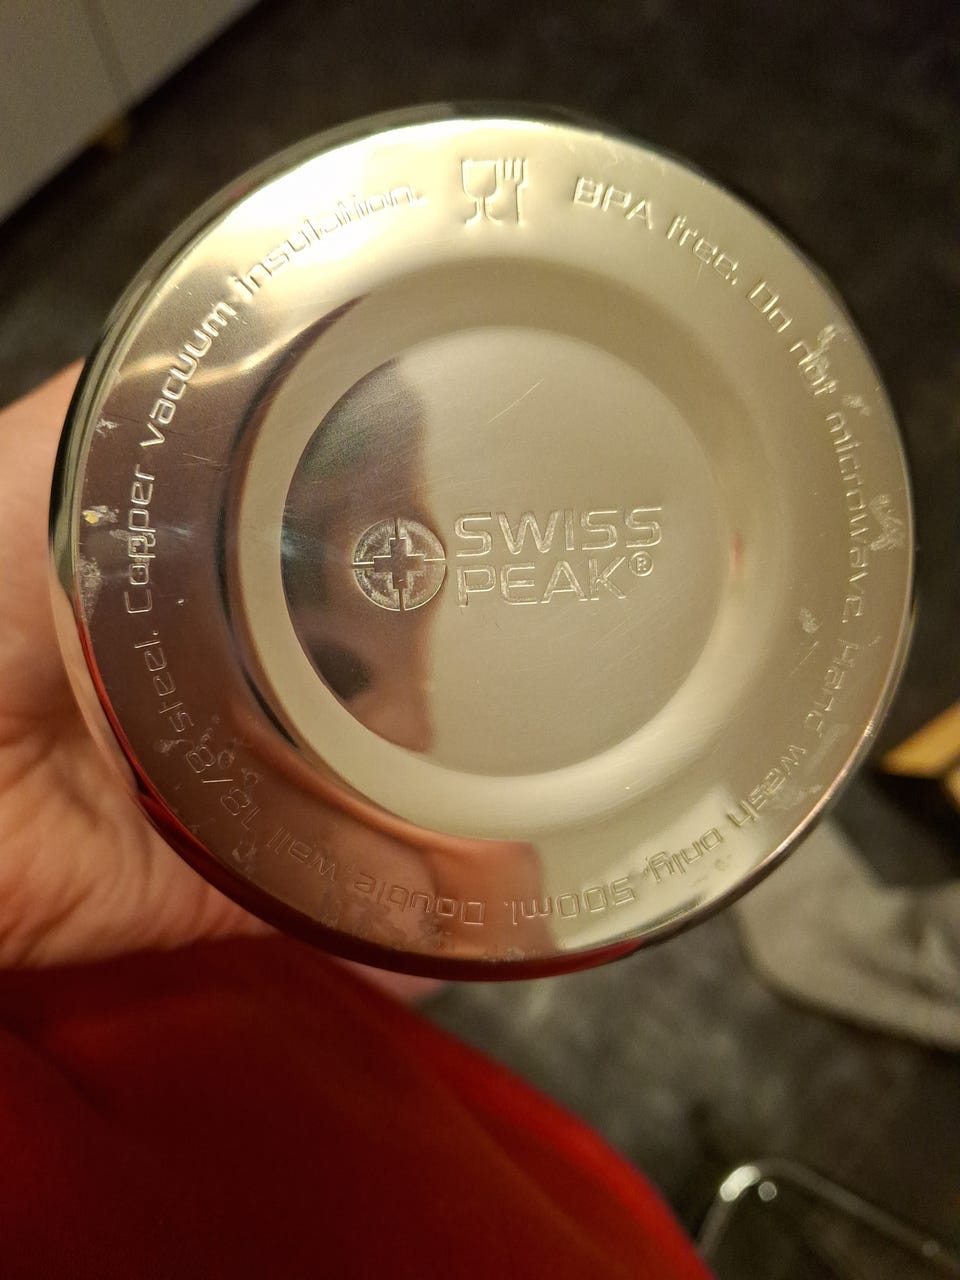 BPA free. Do not microwave. Hand wash only. 500ml. Double wall 18/8 steel. Copper vacuum insulation.
SWISS
PEAK®